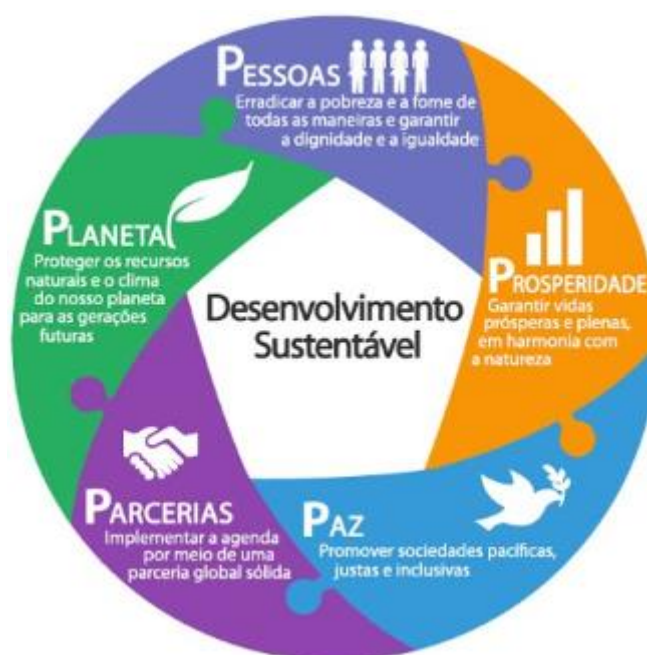 PESSOAS
Erradicar a pobreza e a fome de
todas as maneiras e garantir
a dignidade e a igualdade
PROSPERIDADE
Garantir vidas
prósperas e plenas,
em harmonia com
a natureza
PAZ
Promover sociedades pacíficas,
justas e inclusivas
PARCERIAS
Implementar a agenda
por meio de uma
parceria global sólida
PLANETA
Proteger os recursos
naturais e o clima
do nosso planeta
para as gerações
futuras
Desenvolvimento
Sustentável